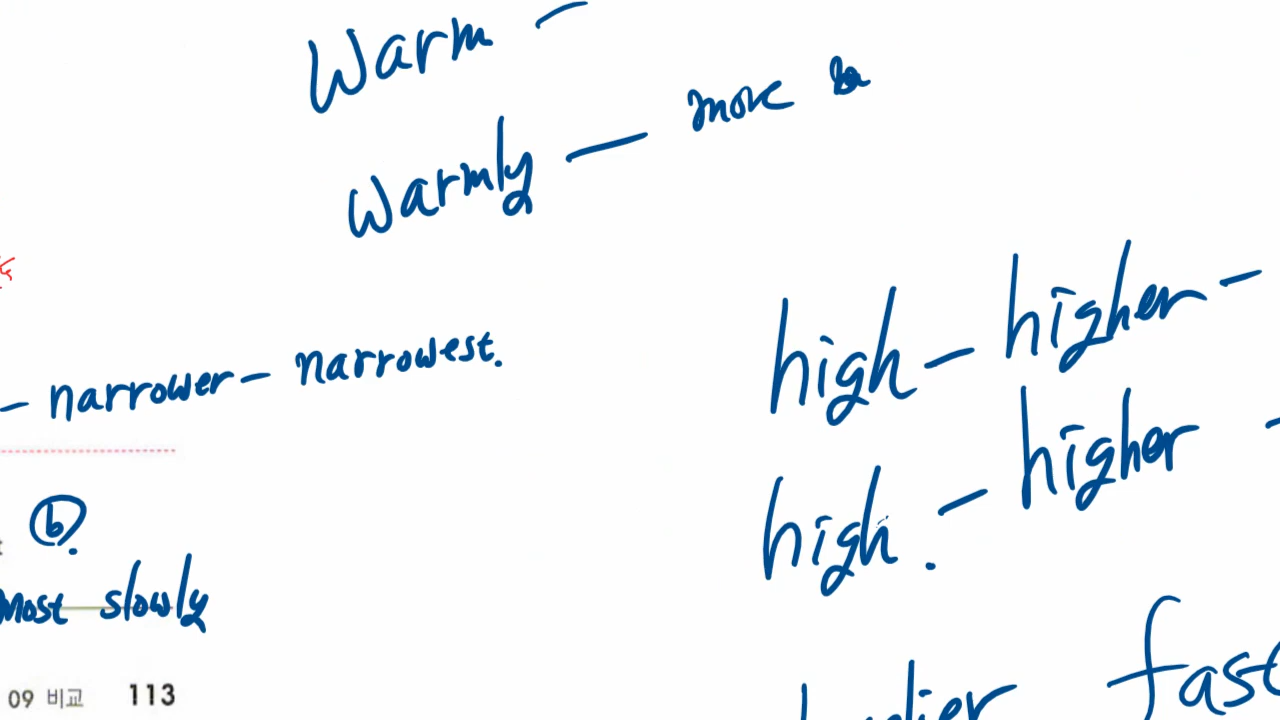 Warm –
warmly – more
high – higher –
– narrower – narrowest.
high. – higher
ⓑ.
most slowly
fast
09 비교 113